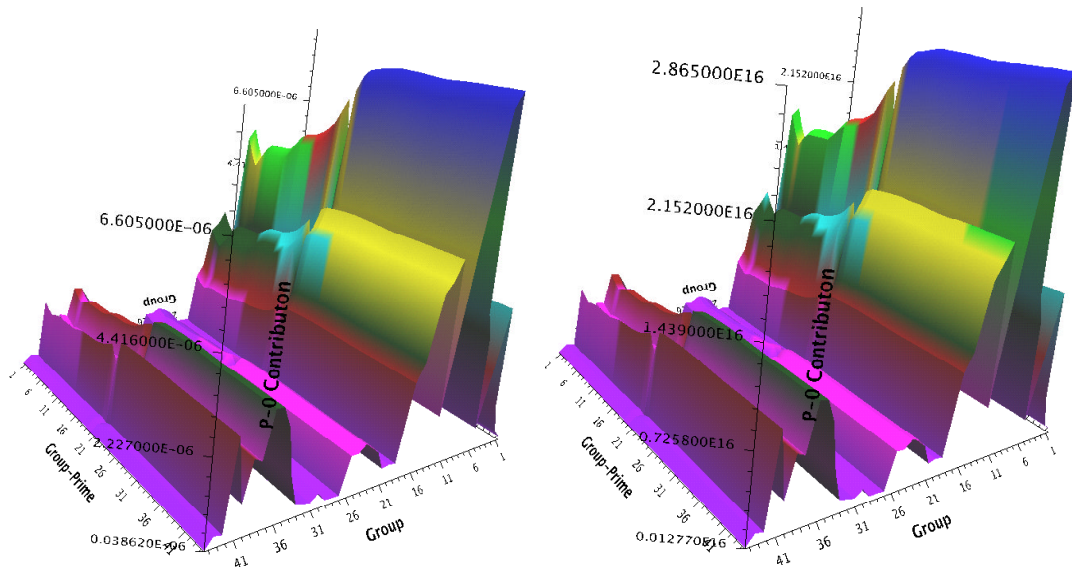 6.605000E-06
6.605000E-06
4.416000E-06
2.227000E-06
0.038620E-06
P-0 Contributon
Group
1
6
11
16
21
26
31
36
Group-Prime
41
36
31
26
21
16
11
6
1
Group
2.865000E16
2.152000E16
2.152000E16
1.439000E16
0.725800E16
0.012770E16
P-0 Contributon
Group
1
6
11
16
21
26
31
36
Group-Prime
41
36
31
26
21
16
11
6
1
Group